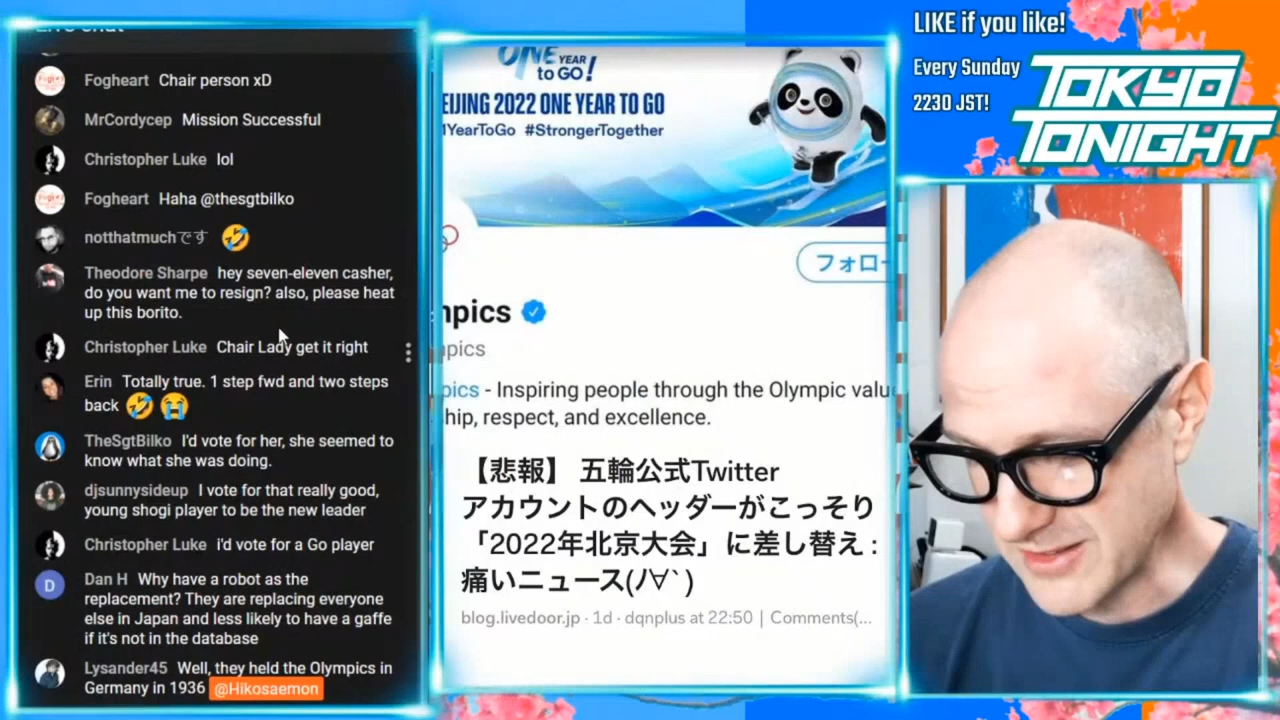 Live chat
Fogheart Chair person xD
MrCordycep Mission Successful
Christopher Luke lol
Fogheart Haha @thesgtbilko
notthatmuchです 🤣
Theodore Sharpe hey seven-eleven casher,
do you want me to resign? also, please heat
up this borito.
Christopher Luke Chair Lady get it right
Erin Totally true. 1 step fwd and two steps
back 🤣 😭
TheSgtBilko I'd vote for her, she seemed to
know what she was doing.
djsunnysideup I vote for that really good,
young shogi player to be the new leader
Christopher Luke i'd vote for a Go player
D
Dan H Why have a robot as the
replacement? They are replacing everyone
else in Japan and less likely to have a gaffe
if it's not in the database
Lysander45 Well, they held the Olympics in
Germany in 1936 @Hikosaemon
ONE YEAR
to GO!
EIJING 2022 ONE YEAR TO GO
YearToGo #StrongerTogether
フォロー
mpics
npics
pics - Inspiring people through the Olympic valu
hip, respect, and excellence.
【悲報】 五輪公式Twitter
アカウントのヘッダーがこっそり
「2022年北京大会」に差し替え :
痛いニュース(ﾉ∀`)
blog.livedoor.jp · 1d · dqnplus at 22:50 | Comments(...
LIKE if you like!
Every Sunday
2230 JST!
TOKYO
TONIGHT